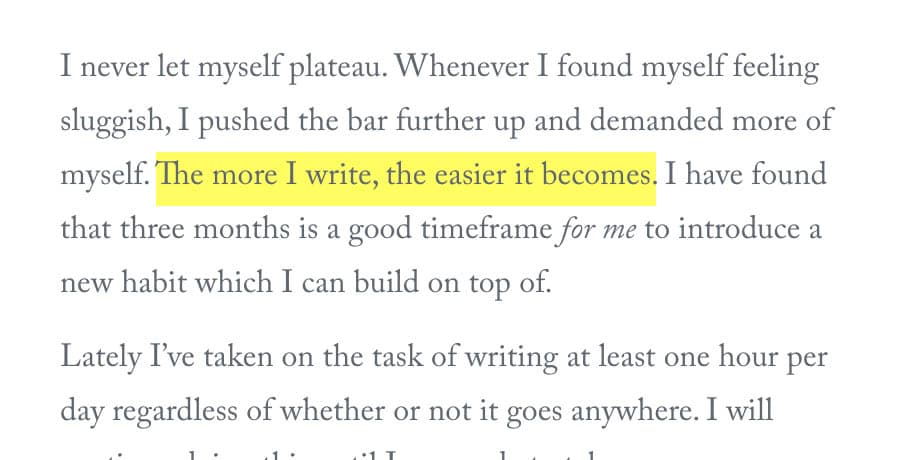 I never let myself plateau. Whenever I found myself feeling
sluggish, I pushed the bar further up and demanded more of
myself. The more I write, the easier it becomes. I have found
that three months is a good timeframe for me to introduce a
new habit which I can build on top of.
Lately I’ve taken on the task of writing at least one hour per
day regardless of whether or not it goes anywhere. I will